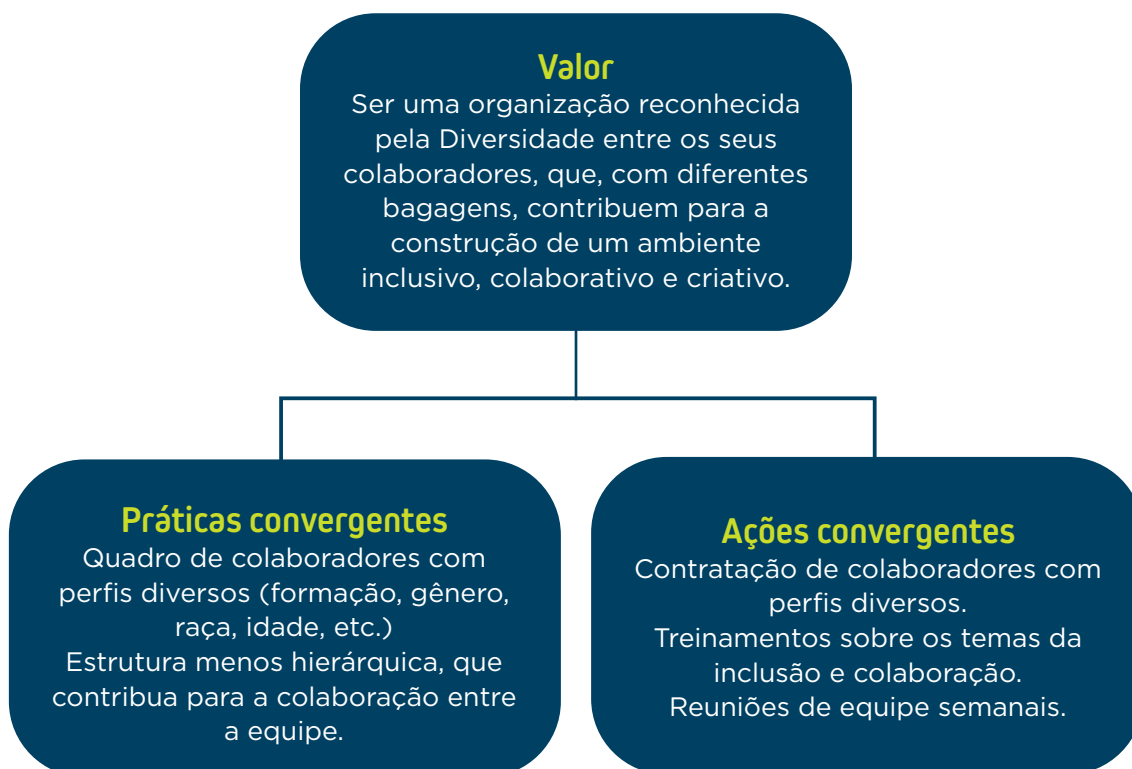 Valor
Ser uma organização reconhecida
pela Diversidade entre os seus
colaboradores, que, com diferentes
bagagens, contribuem para a
construção de um ambiente
inclusivo, colaborativo e criativo.
Práticas convergentes
Quadro de colaboradores com
perfis diversos (formação, gênero,
raça, idade, etc.)
Estrutura menos hierárquica, que
contribua para a colaboração entre
a equipe.
Ações convergentes
Contratação de colaboradores com
perfis diversos.
Treinamentos sobre os temas da
inclusão e colaboração.
Reuniões de equipe semanais.